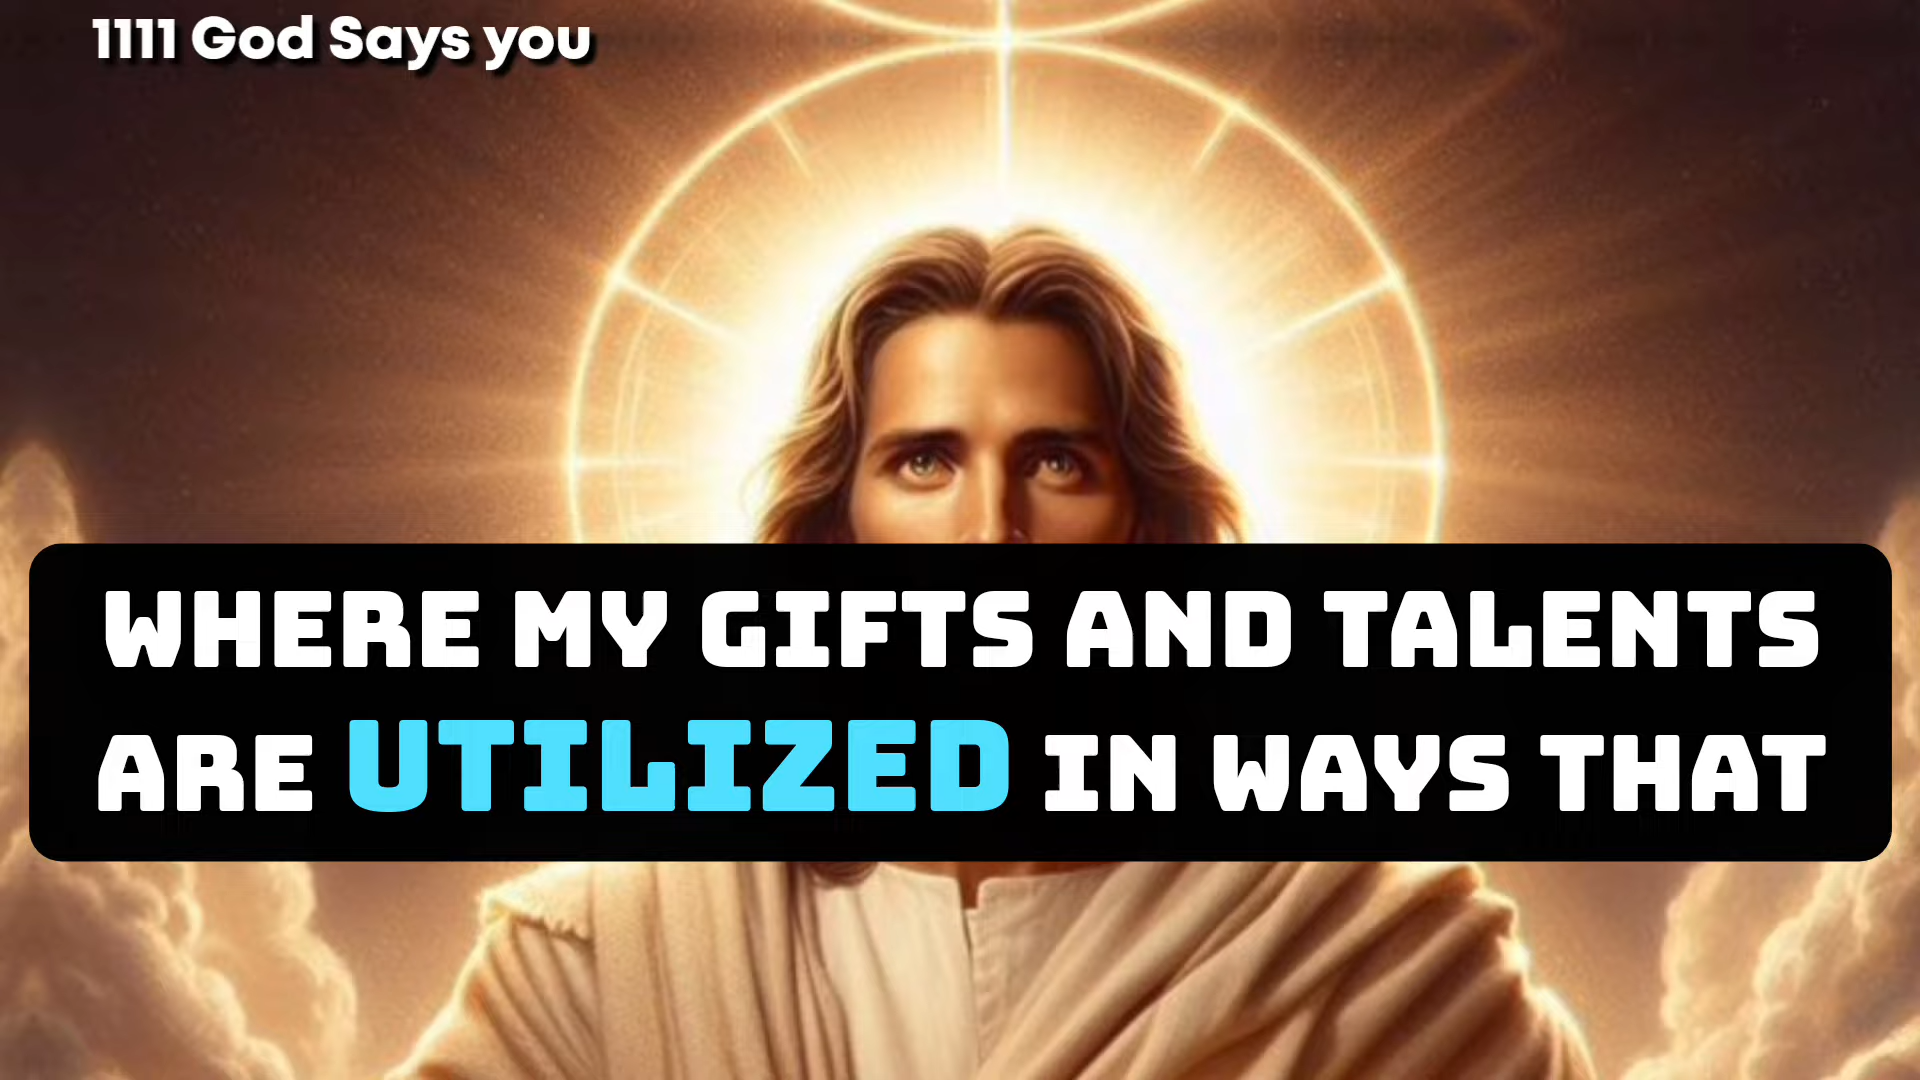 1111 God Says you
WHERE MY GIFTS AND TALENTS
ARE UTILIZED IN WAYS THAT